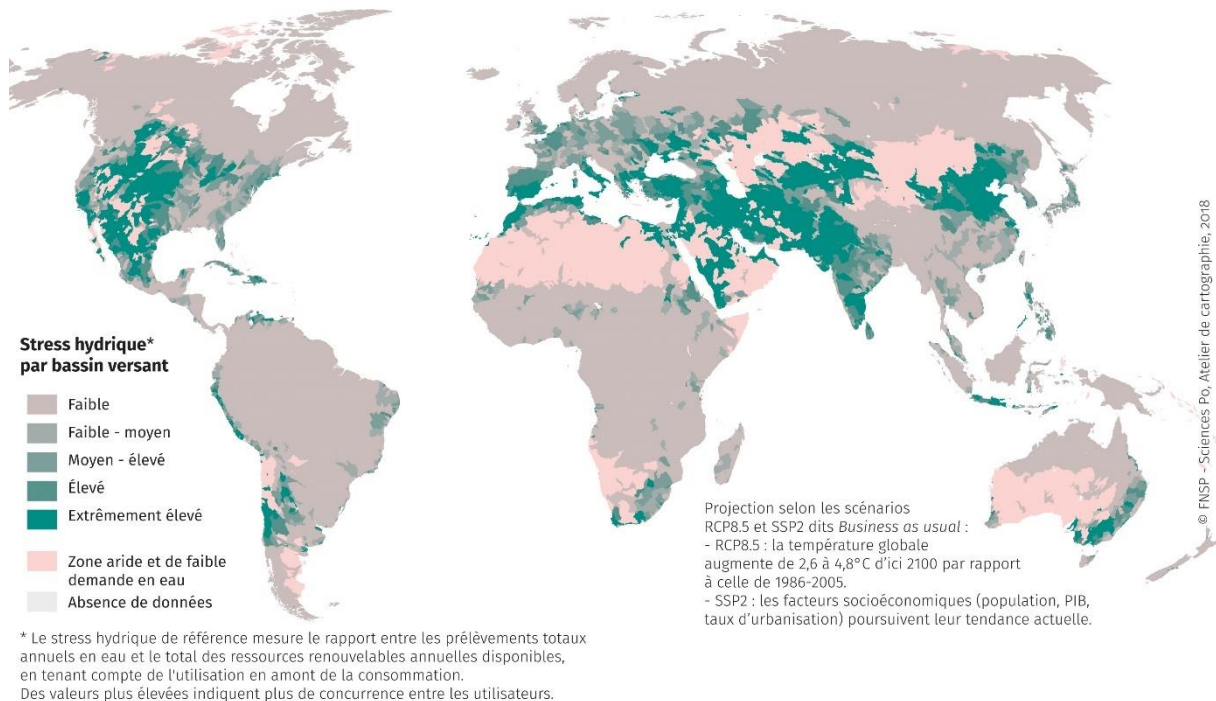 Stress hydrique*
par bassin versant
Faible
Faible - moyen
Moyen - élevé
Élevé
Extrêmement élevé
Zone aride et de faible
demande en eau
Absence de données
* Le stress hydrique de référence mesure le rapport entre les prélèvements totaux
annuels en eau et le total des ressources renouvelables annuelles disponibles,
en tenant compte de l'utilisation en amont de la consommation.
Des valeurs plus élevées indiquent plus de concurrence entre les utilisateurs.
Projection selon les scénarios
RCP8.5 et SSP2 dits Business as usual :
- RCP8.5 : la température globale
augmente de 2,6 à 4,8°C d'ici 2100 par rapport
à celle de 1986-2005.
- SSP2 : les facteurs socioéconomiques (population, PIB,
taux d'urbanisation) poursuivent leur tendance actuelle.
© FNSP - Sciences Po, Atelier de cartographie, 2018